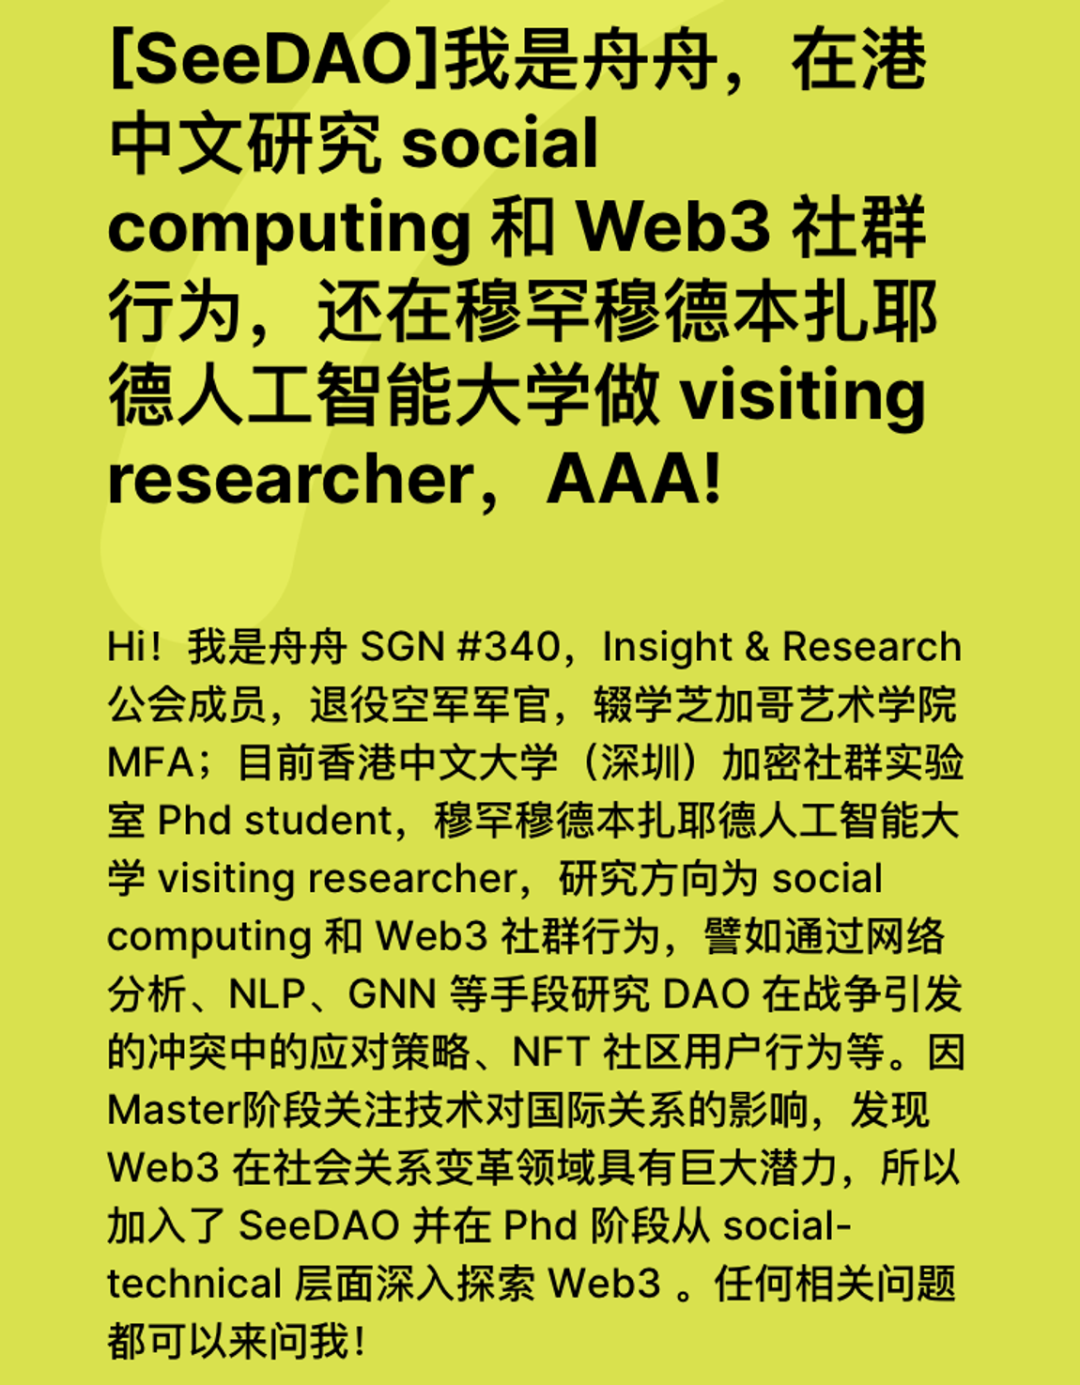 [SeeDAO]我是舟舟，在港
中文研究 social
computing 和 Web3 社群
行为，还在穆罕穆德本扎耶
德人工智能大学做 visiting
researcher，AAA!
Hi！我是舟舟 SGN #340，Insight & Research
公会成员，退役空军军官，辍学芝加哥艺术学院
MFA；目前香港中文大学（深圳）加密社群实验
室 Phd student，穆罕穆德本扎耶德人工智能大
学 visiting researcher，研究方向为 social
computing 和 Web3 社群行为，譬如通过网络
分析、NLP、GNN 等手段研究 DAO 在战争引发
的冲突中的应对策略、NFT 社区用户行为等。因
Master阶段关注技术对国际关系的影响，发现
Web3 在社会关系变革领域具有巨大潜力，所以
加入了 SeeDAO 并在 Phd 阶段从 social-
technical 层面深入探索 Web3 。任何相关问题
都可以来问我！